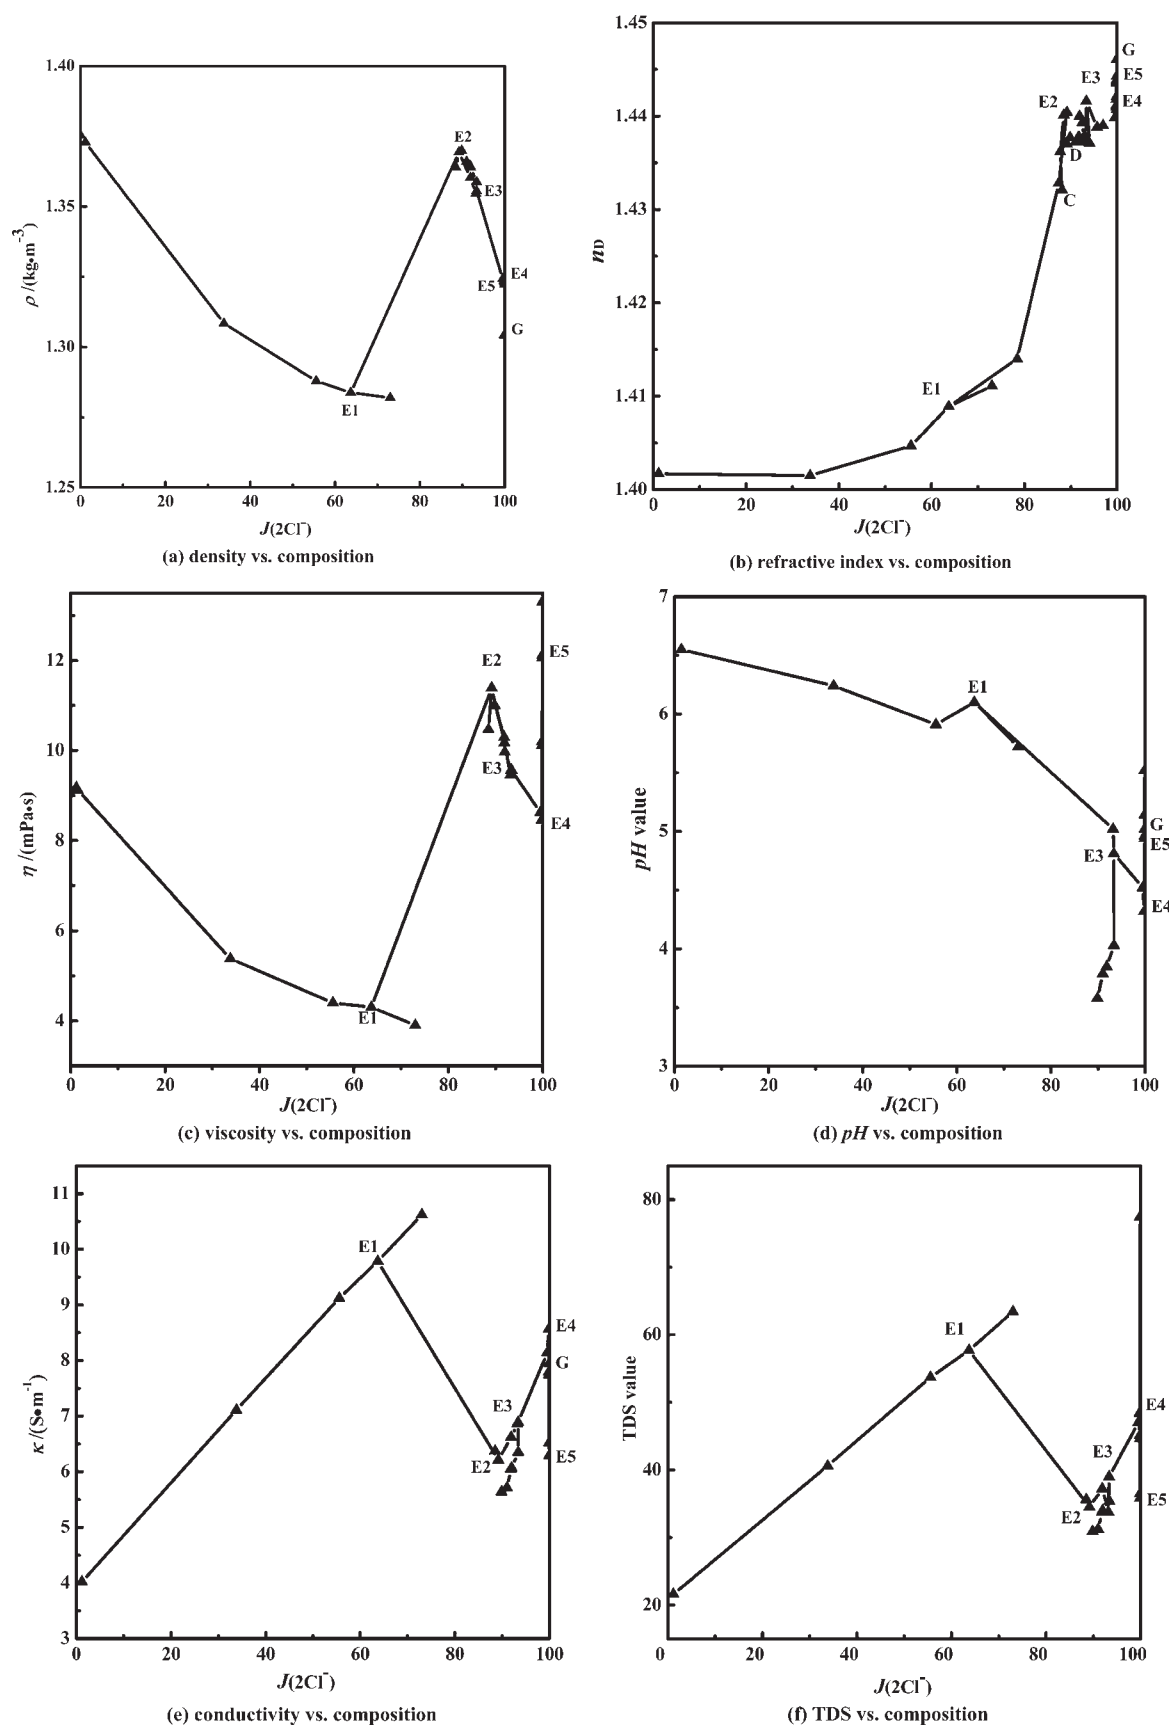 1.40
1.35
1.30
1.25
ρ /(kg•m⁻³)
E2
E3
E4
E5
G
E1
0 20 40 60 80 100
J(2Cl⁻)
(a) density vs. composition
1.45
1.44
1.43
1.42
1.41
1.40
nD
G
E3
E5
E2
E4
D
C
E1
0 20 40 60 80 100
J(2Cl⁻)
(b) refractive index vs. composition
12
10
8
6
4
η /(mPa•s)
E2
E5
E3
E4
E1
0 20 40 60 80 100
J(2Cl⁻)
(c) viscosity vs. composition
7
6
5
4
3
pH value
E1
G
E3
E5
E4
0 20 40 60 80 100
J(2Cl⁻)
(d) pH vs. composition
11
10
9
8
7
6
5
4
3
κ /(S•m⁻¹)
E1
E4
G
E3
E2
E5
0 20 40 60 80 100
J(2Cl⁻)
(e) conductivity vs. composition
80
60
40
20
TDS value
E1
E4
E3
E5
E2
0 20 40 60 80 100
J(2Cl⁻)
(f) TDS vs. composition